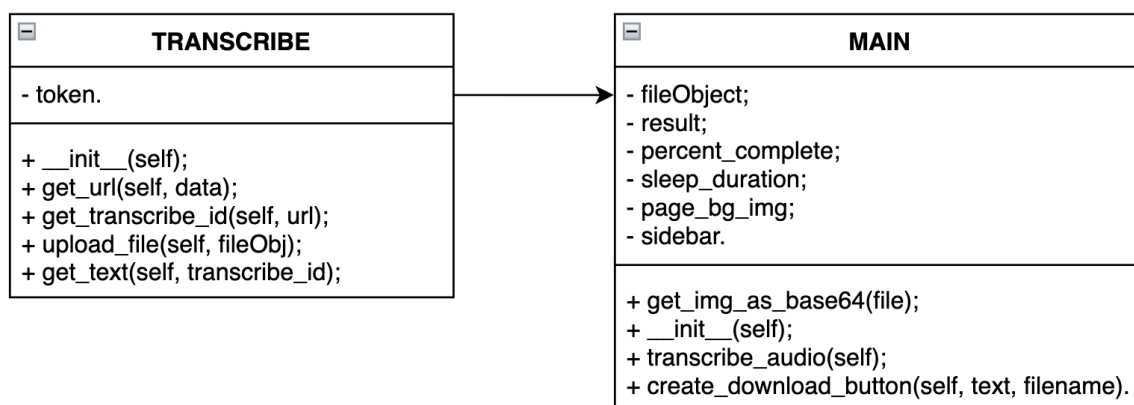 TRANSCRIBE
- token.
+ __init__(self);
+ get_url(self, data);
+ get_transcribe_id(self, url);
+ upload_file(self, fileObj);
+ get_text(self, transcribe_id);
MAIN
- fileObject;
- result;
- percent_complete;
- sleep_duration;
- page_bg_img;
- sidebar.
+ get_img_as_base64(file);
+ __init__(self);
+ transcribe_audio(self);
+ create_download_button(self, text, filename).